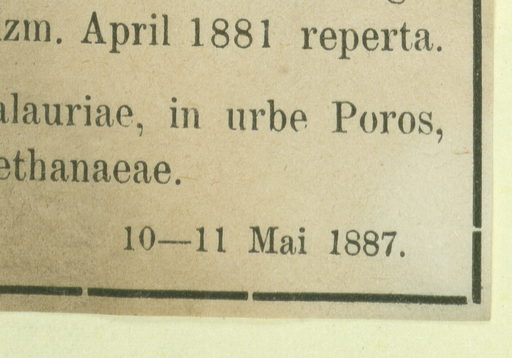 zm. April 1881 reperta.
alauriae, in urbe Poros,
ethanaeae.
10—11 Mai 1887.